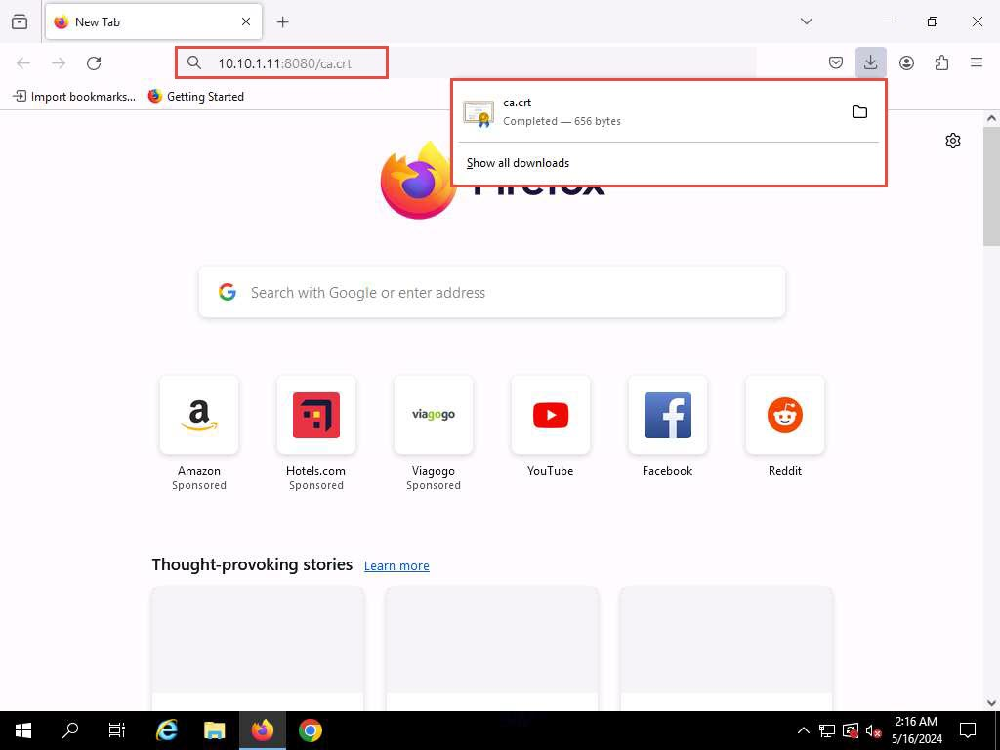 New Tab
10.10.1.11:8080/ca.crt
Import bookmarks...
Getting Started
ca.crt
Completed — 656 bytes
Show all downloads
Firefox
Search with Google or enter address
a
viagogo
Amazon
Sponsored
Hotels.com
Sponsored
Viagogo
Sponsored
YouTube
Facebook
Reddit
Thought-provoking stories
Learn more
2:16 AM
5/16/2024